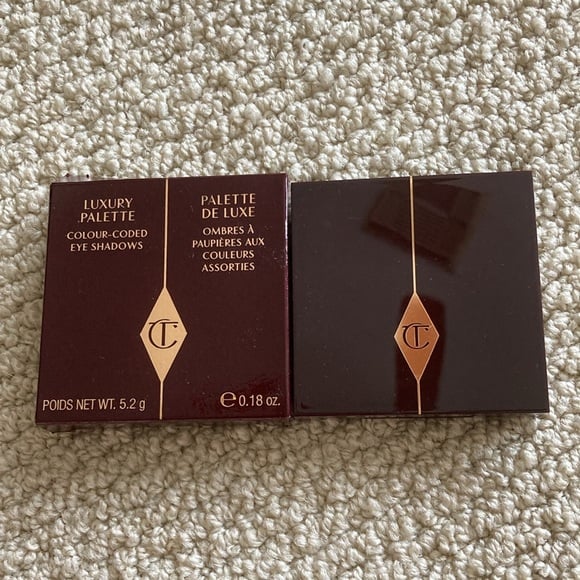 LUXURY
PALETTE
COLOUR-CODED
EYE SHADOWS
PALETTE
DE LUXE
OMBRES À
PAUPIÈRES AUX
COULEURS
ASSORTIES
CT
POIDS NET WT. 5.2 g
℮ 0.18 oz.
CT